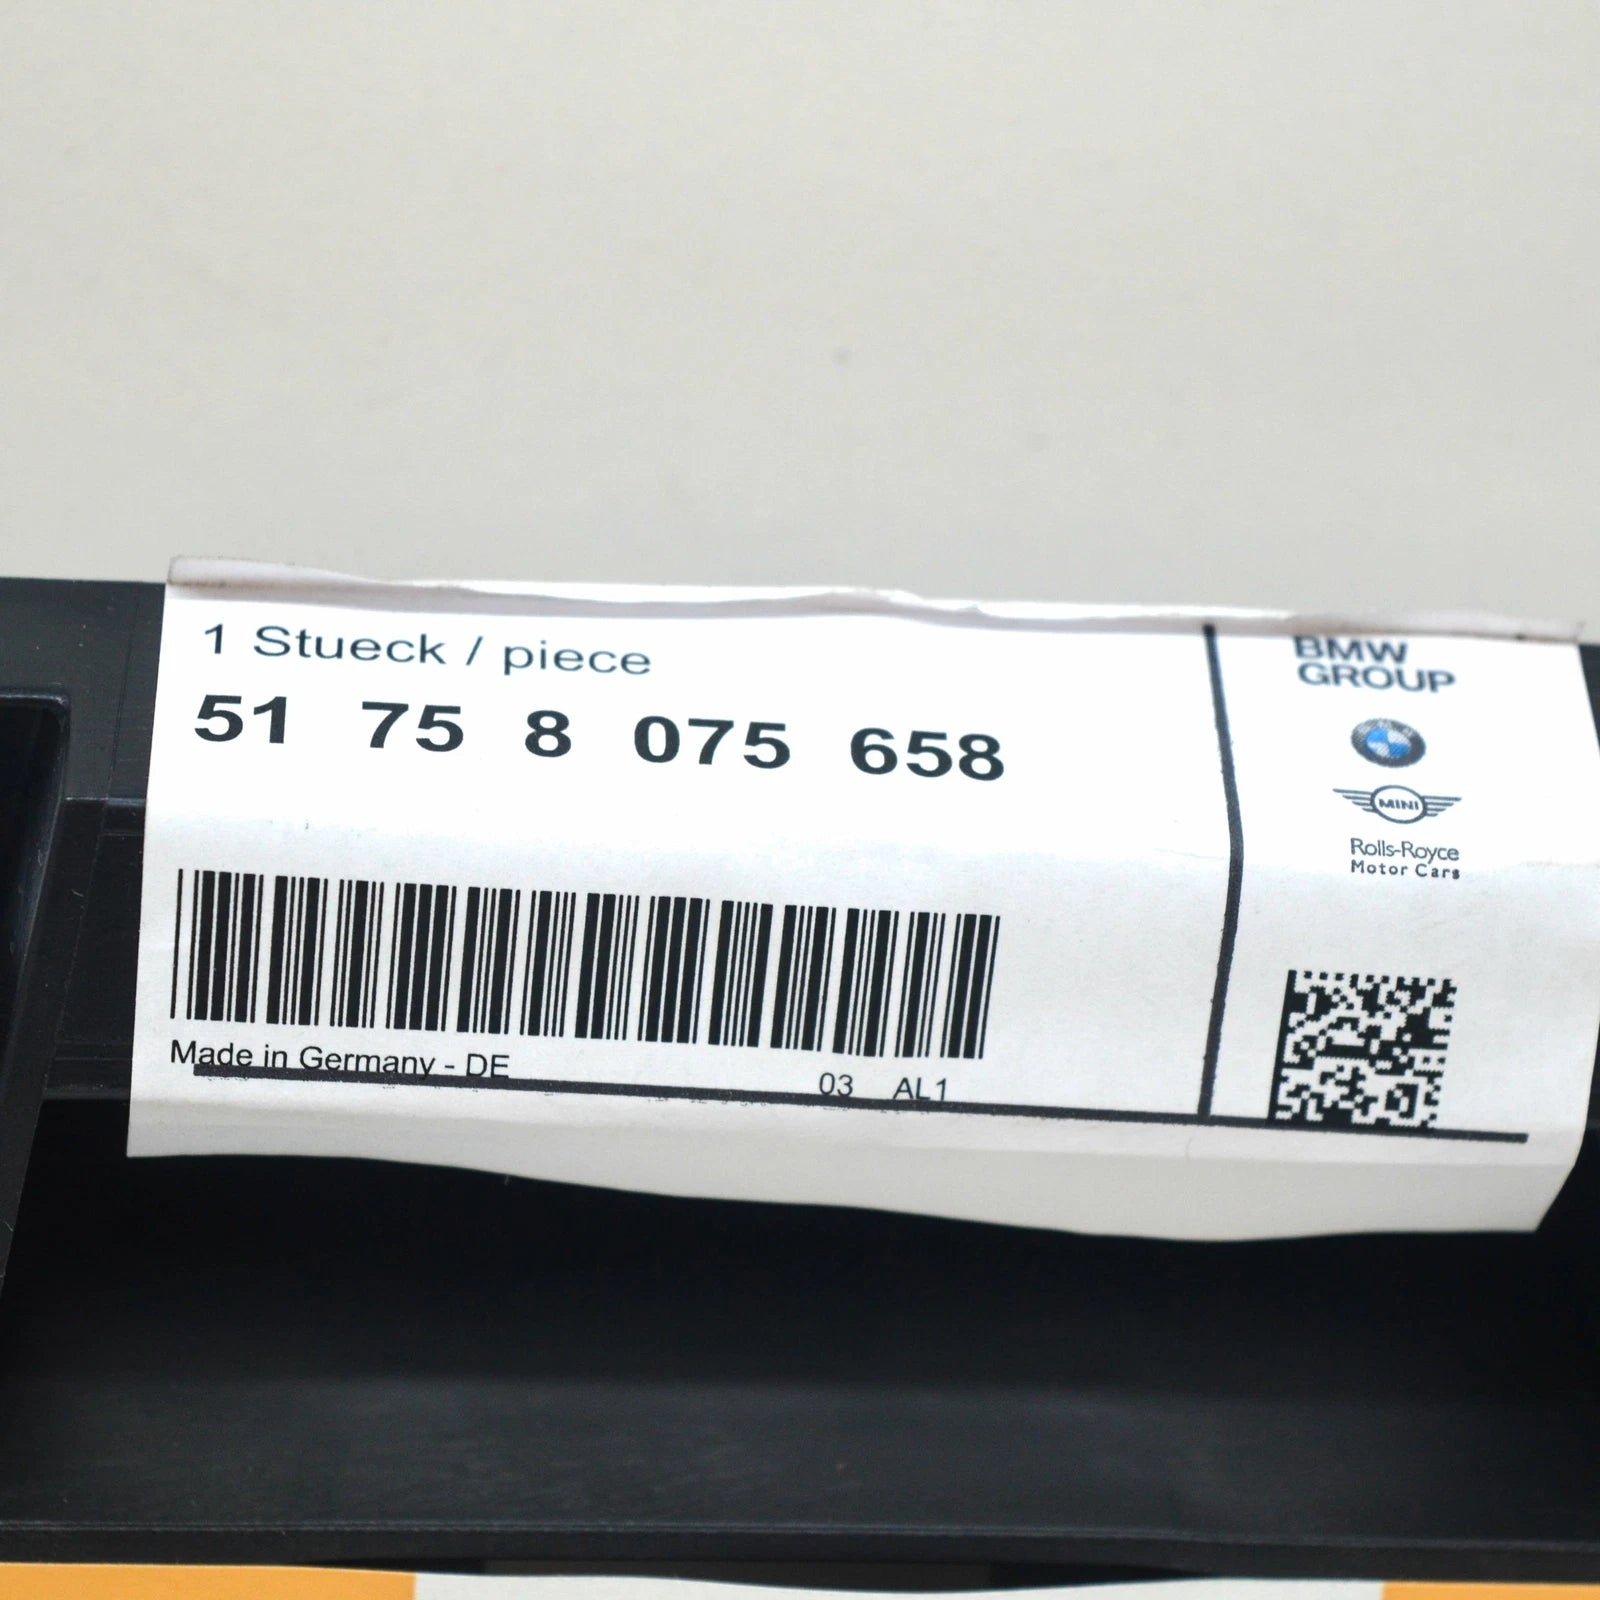 1 Stueck / piece
51 75 8 075 658
Made in Germany - DE
03 AL1
BMW
GROUP
MINI
Rolls-Royce
Motor Cars